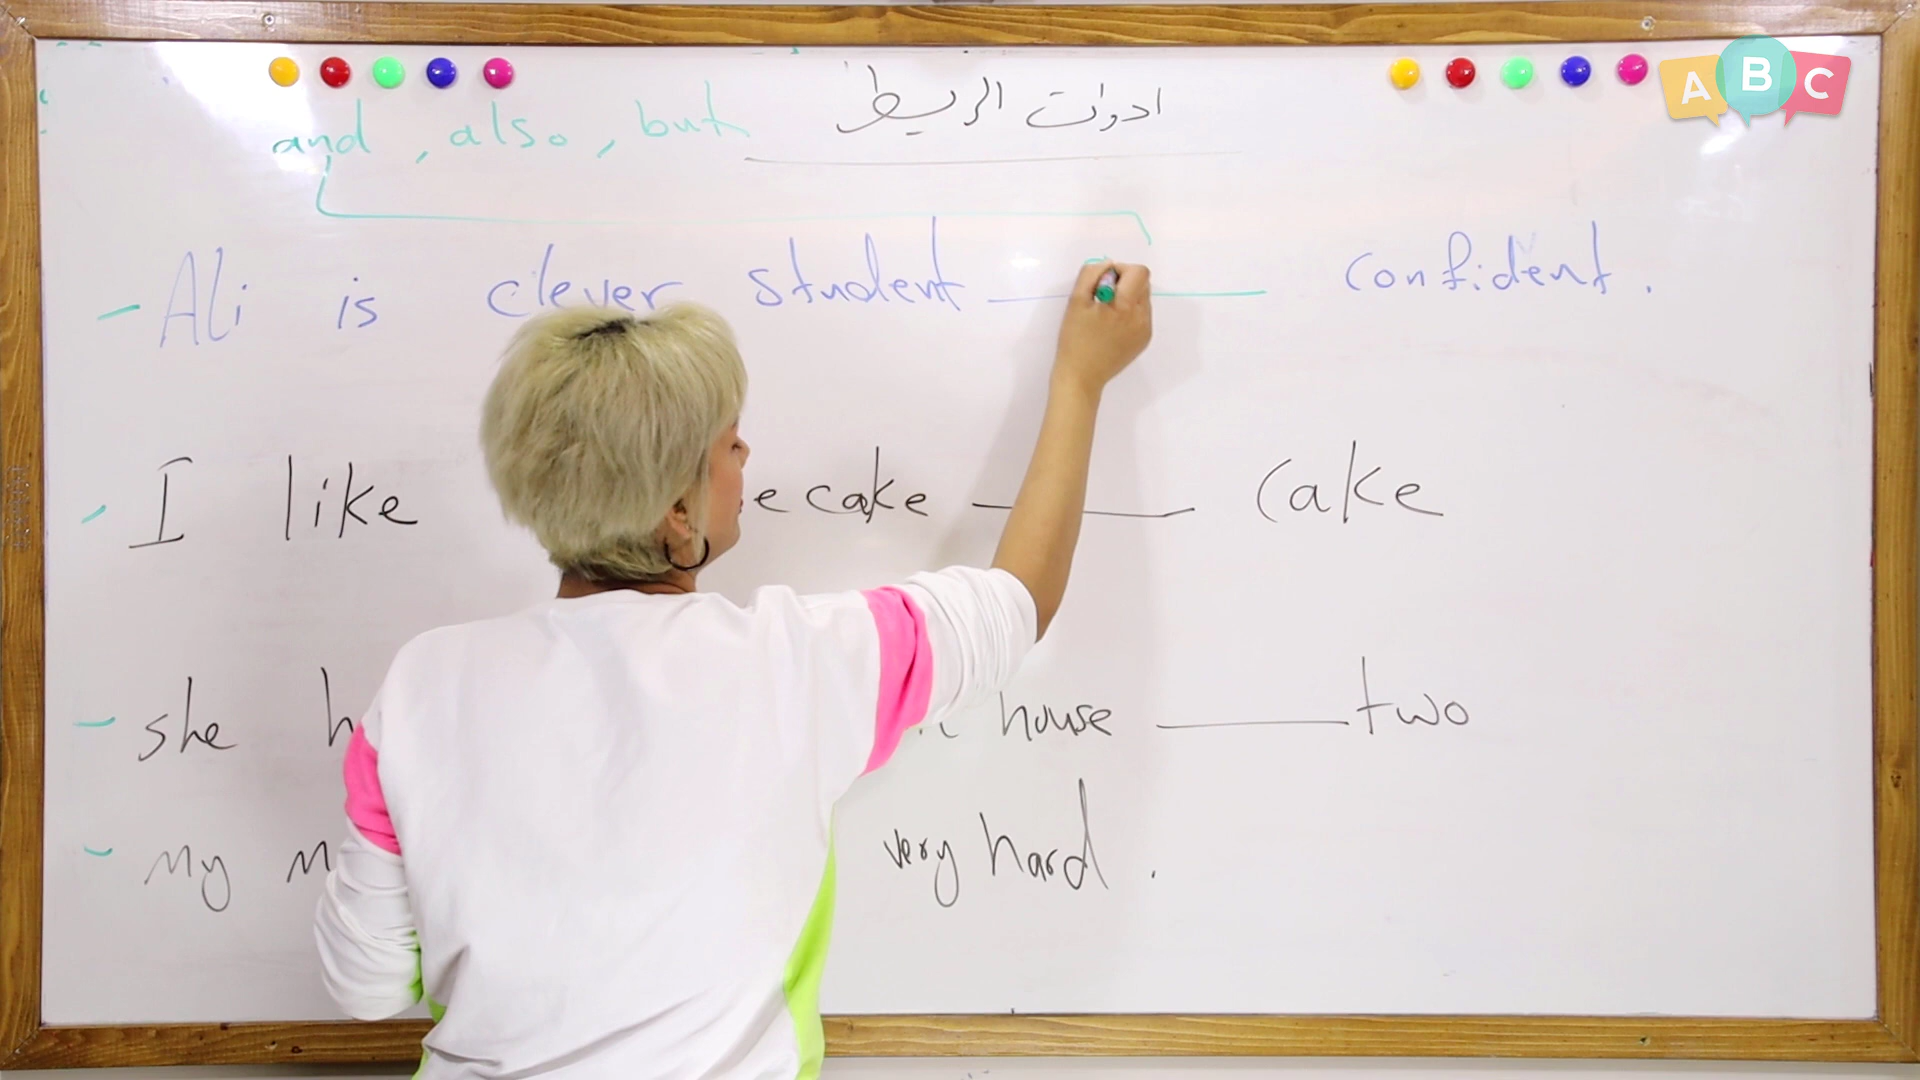 ادوات الربط
and, also, but
- Ali is clever student ____ confident.
- I like ecake ____ cake
- she h house ____ two
- My m very hard.
A B C